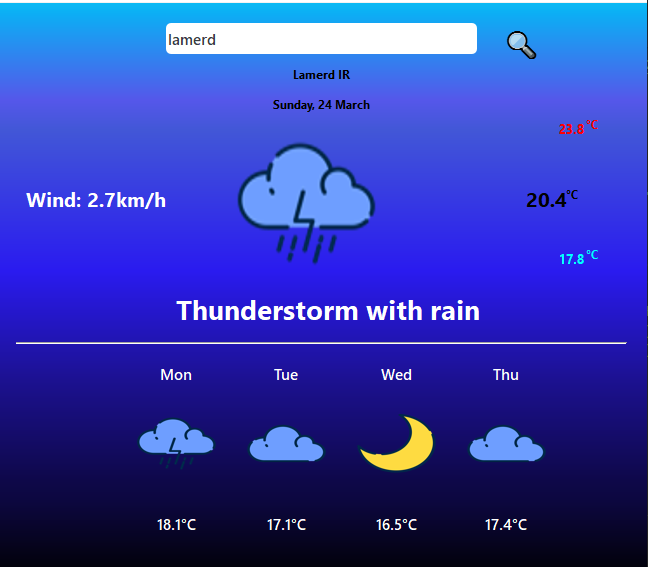 lamerd
Lamerd IR
Sunday, 24 March
23.8 °C
Wind: 2.7km/h
20.4 °C
17.8 °C
Thunderstorm with rain
Mon Tue Wed Thu
18.1°C 17.1°C 16.5°C 17.4°C